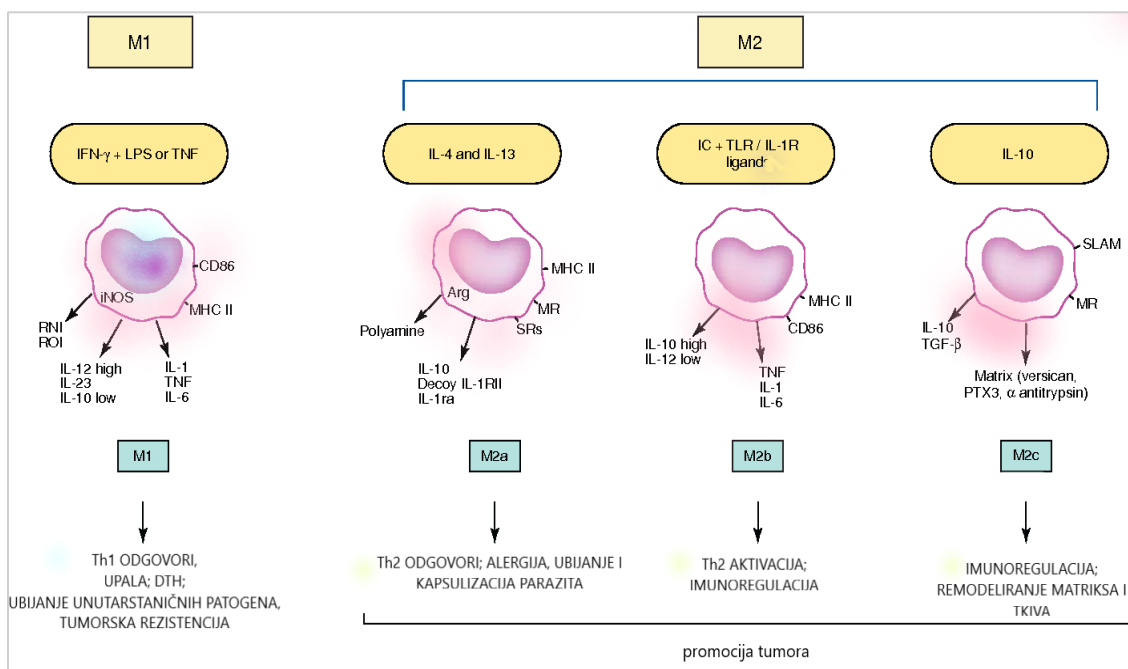 M1
M2
IFN-γ + LPS or TNF
IL-4 and IL-13
IC + TLR / IL-1R
ligands
IL-10
CD86
iNOS
MHC II
RNI
ROI
IL-12 high
IL-23
IL-10 low
IL-1
TNF
IL-6
MHC II
Arg
MR
SRs
Polyamine
IL-10
Decoy IL-1RII
IL-1ra
MHC II
CD86
IL-10 high
IL-12 low
TNF
IL-1
IL-6
SLAM
MR
IL-10
TGF-β
Matrix (versican,
PTX3, α antitrypsin)
M1
M2a
M2b
M2c
Th1 ODGOVORI,
UPALA; DTH;
UBIJANJE UNUTARSTANIČNIH PATOGENA,
TUMORSKA REZISTENCIJA
Th2 ODGOVORI; ALERGIJA, UBIJANJE I
KAPSULIZACIJA PARAZITA
Th2 AKTIVACIJA;
IMUNOREGULACIJA
IMUNOREGULACIJA;
REMODELIRANJE MATRIKSA I
TKIVA
promocija tumora